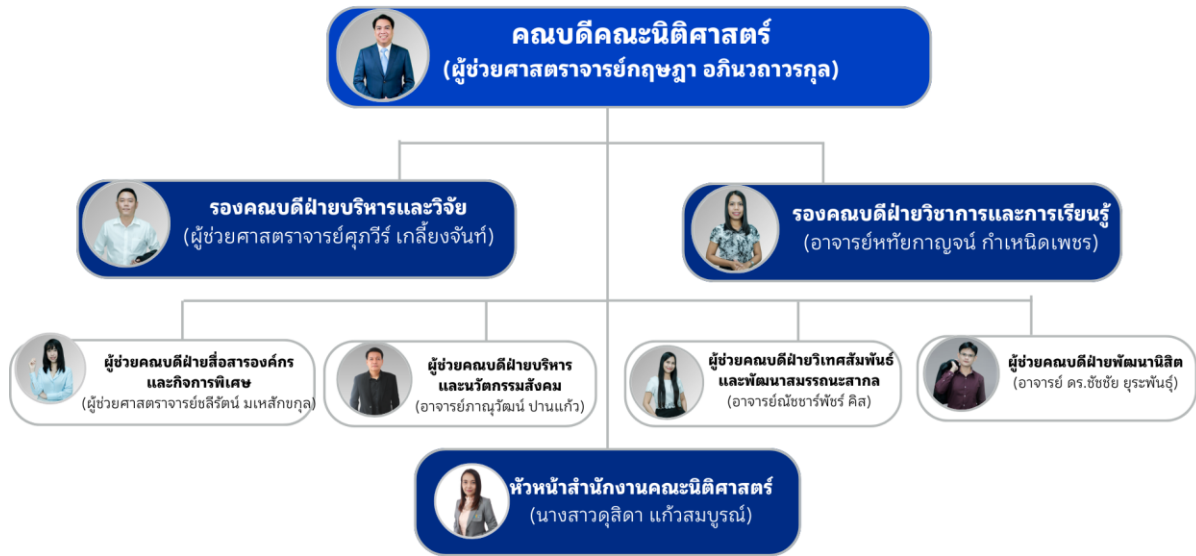 คณบดีคณะนิติศาสตร์
(ผู้ช่วยศาสตราจารย์กฤษฎา อภินวถาวรกุล)
รองคณบดีฝ่ายบริหารและวิจัย
(ผู้ช่วยศาสตราจารย์ศุภวีร์ เกลี้ยงจันท์)
รองคณบดีฝ่ายวิชาการและการเรียนรู้
(อาจารย์หทัยกาญจน์ กำเหนิดเพชร)
ผู้ช่วยคณบดีฝ่ายสื่อสารองค์กร
และกิจการพิเศษ
(ผู้ช่วยศาสตราจารย์ชลีรัตน์ มเหสักขกุล)
ผู้ช่วยคณบดีฝ่ายบริหาร
และนวัตกรรมสังคม
(อาจารย์ภาณุวัฒน์ ปานแก้ว)
ผู้ช่วยคณบดีฝ่ายวิเทศสัมพันธ์
และพัฒนาสมรรถนะสากล
(อาจารย์ณัชชาร์พัชร์ คิส)
ผู้ช่วยคณบดีฝ่ายพัฒนานิสิต
(อาจารย์ ดร.ชัชชัย ยุระพันธุ์)
หัวหน้าสำนักงานคณะนิติศาสตร์
(นางสาวดุสิดา แก้วสมบูรณ์)